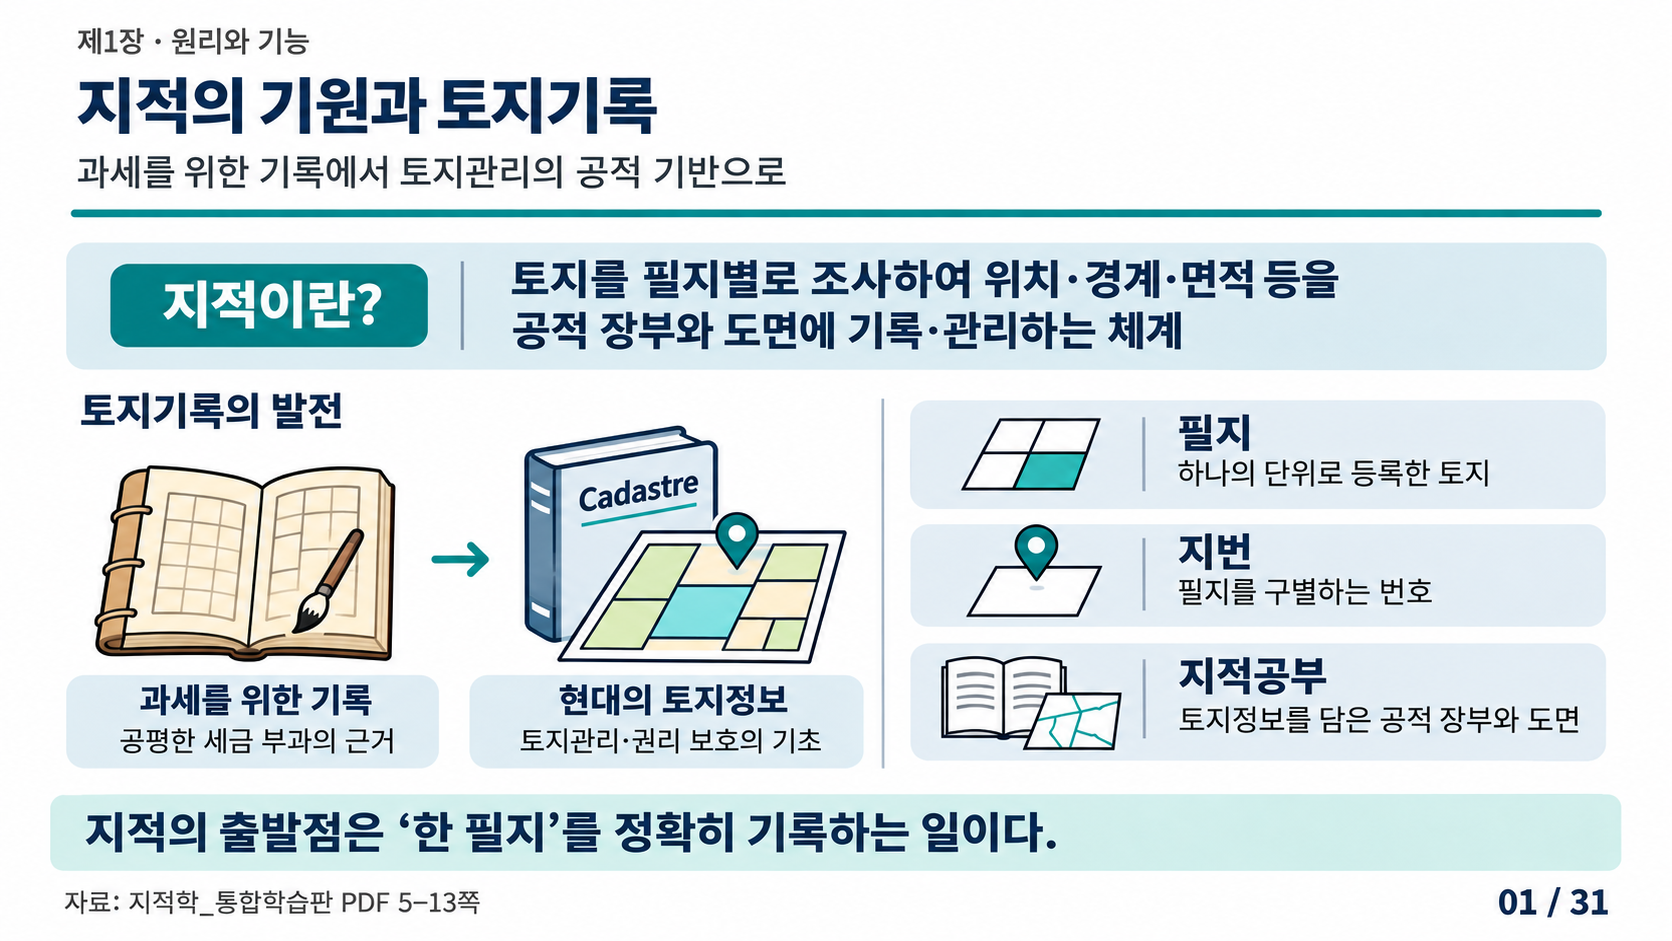 제1장 · 원리와 기능
지적의 기원과 토지기록
과세를 위한 기록에서 토지관리의 공적 기반으로
지적이란?
토지를 필지별로 조사하여 위치·경계·면적 등을
공적 장부와 도면에 기록·관리하는 체계
토지기록의 발전
Cadastre
과세를 위한 기록
공평한 세금 부과의 근거
현대의 토지정보
토지관리·권리 보호의 기초
필지
하나의 단위로 등록한 토지
지번
필지를 구별하는 번호
지적공부
토지정보를 담은 공적 장부와 도면
지적의 출발점은 ‘한 필지’를 정확히 기록하는 일이다.
자료: 지적학_통합학습판 PDF 5–13쪽
01 / 31